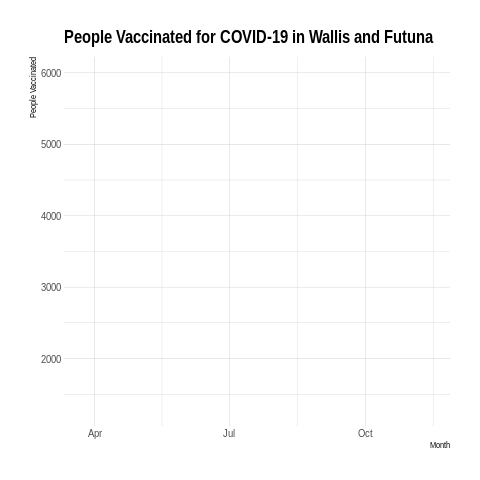 People Vaccinated for COVID-19 in Wallis and Futuna
People Vaccinated
6000
5000
4000
3000
2000
Apr
Jul
Oct
Month